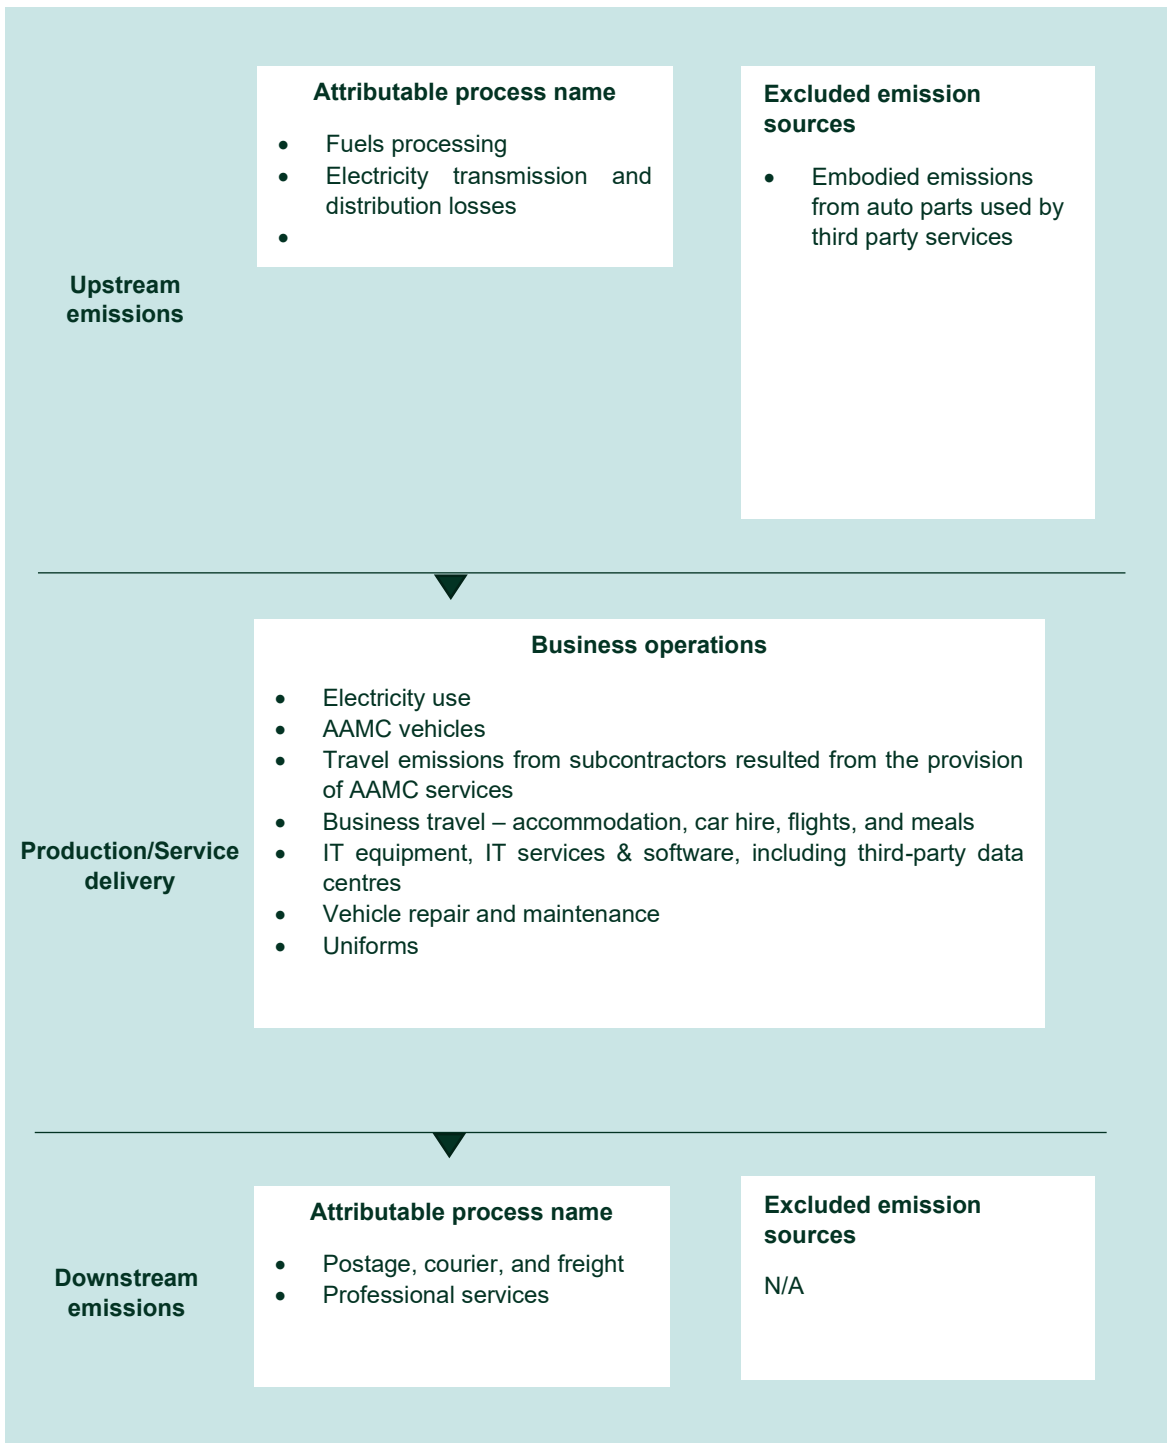 Attributable process name
• Fuels processing
• Electricity transmission and
distribution losses
•
Excluded emission
sources
• Embodied emissions
from auto parts used by
third party services
Upstream
emissions
Business operations
• Electricity use
• AAMC vehicles
• Travel emissions from subcontractors resulted from the provision
of AAMC services
• Business travel – accommodation, car hire, flights, and meals
• IT equipment, IT services & software, including third-party data
centres
• Vehicle repair and maintenance
• Uniforms
Production/Service
delivery
Attributable process name
• Postage, courier, and freight
• Professional services
Excluded emission
sources
N/A
Downstream
emissions